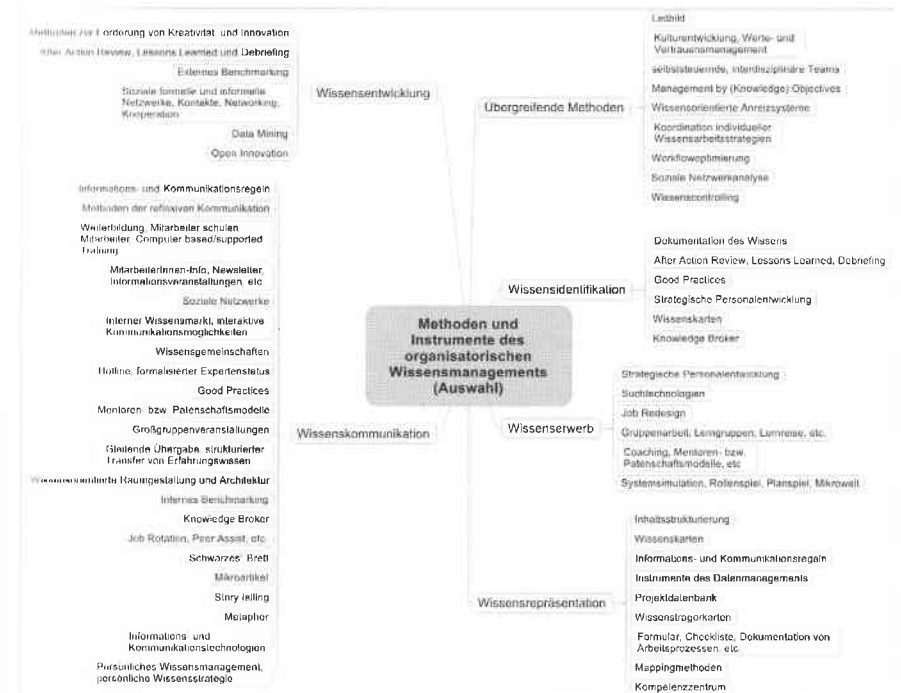 Methoden und
Instrumente des
organisatorischen
Wissensmanagements
(Auswahl)
Wissensentwicklung
Methoden zur Förderung von Kreativität und Innovation
After Action Review, Lessons Learned und Debriefing
Externes Benchmarking
Soziale formelle und informelle
Netzwerke, Kontakte, Networking,
Kooperation
Data Mining
Open Innovation
Wissenskommunikation
Informations- und Kommunikationsregeln
Methoden der reflexiven Kommunikation
Weiterbildung, Mitarbeiter schulen
Mitarbeiter, Computer based/supported
Training
MitarbeiterInnen-Info, Newsletter,
Informationsveranstaltungen, etc
Soziale Netzwerke
Interner Wissensmarkt, interaktive
Kommunikationsmöglichkeiten
Wissensgemeinschaften
Hotline, formalisierter Expertenstatus
Good Practices
Mentoren- bzw. Patenschaftsmodelle
Großgruppenveranstaltungen
Gleitende Übergabe, strukturierter
Transfer von Erfahrungswissen
Wissensorientierte Raumgestaltung und Architektur
Internes Benchmarking
Knowledge Broker
Job Rotation, Peer Assist, etc.
Schwarzes Brett
Mikroartikel
Story telling
Metapher
Informations- und
Kommunikationstechnologien
Persönliches Wissensmanagement,
persönliche Wissensstrategie
Übergreifende Methoden
Leitbild
Kulturentwicklung, Werte- und
Vertrauensmanagement
selbststeuernde, interdisziplinäre Teams
Management by (Knowledge) Objectives
Wissensorientierte Anreizsysteme
Koordination individueller
Wissensarbeitsstrategien
Workflowoptimierung
Soziale Netzwerkanalyse
Wissenscontrolling
Wissensidentifikation
Dokumentation des Wissens
After Action Review, Lessons Learned, Debriefing
Good Practices
Strategische Personalentwicklung
Wissenskarten
Knowledge Broker
Wissenserwerb
Strategische Personalentwicklung
Suchtechnologien
Job Redesign
Gruppenarbeit, Lerngruppen, Lernreise, etc.
Coaching, Mentoren- bzw.
Patenschaftsmodelle, etc
Systemsimulation, Rollenspiel, Planspiel, Mikrowelt
Wissensrepräsentation
Inhaltsstrukturierung
Wissenskarten
Informations- und Kommunikationsregeln
Instrumente des Datenmanagements
Projektdatenbank
Wissensträgerkarten
Formular, Checkliste, Dokumentation von
Arbeitsprozessen, etc.
Mappingmethoden
Kompetenzzentrum